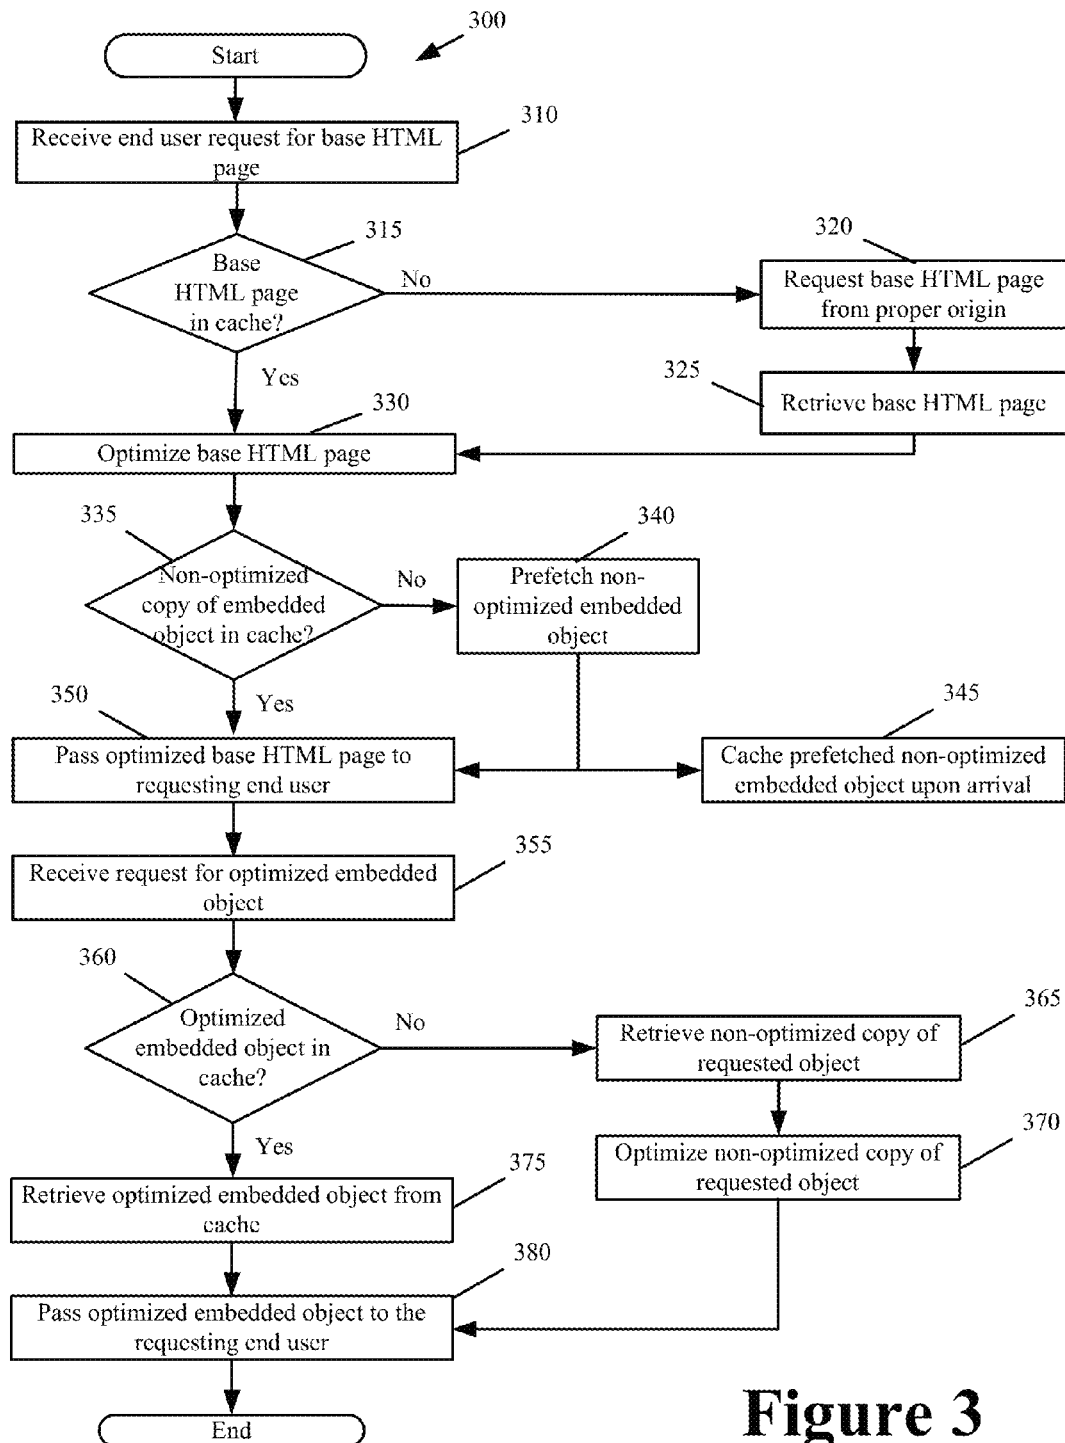 300
Start
310
Receive end user request for base HTML
page
315
Base
HTML page
in cache?
No
320
Request base HTML page
from proper origin
Yes
325
Retrieve base HTML page
330
Optimize base HTML page
335
Non-optimized
copy of embedded
object in cache?
No
340
Prefetch non-
optimized embedded
object
Yes
345
Cache prefetched non-optimized
embedded object upon arrival
350
Pass optimized base HTML page to
requesting end user
355
Receive request for optimized embedded
object
360
Optimized
embedded object in
cache?
No
365
Retrieve non-optimized copy of
requested object
370
Optimize non-optimized copy of
requested object
Yes
375
Retrieve optimized embedded object from
cache
380
Pass optimized embedded object to the
requesting end user
End
Figure 3